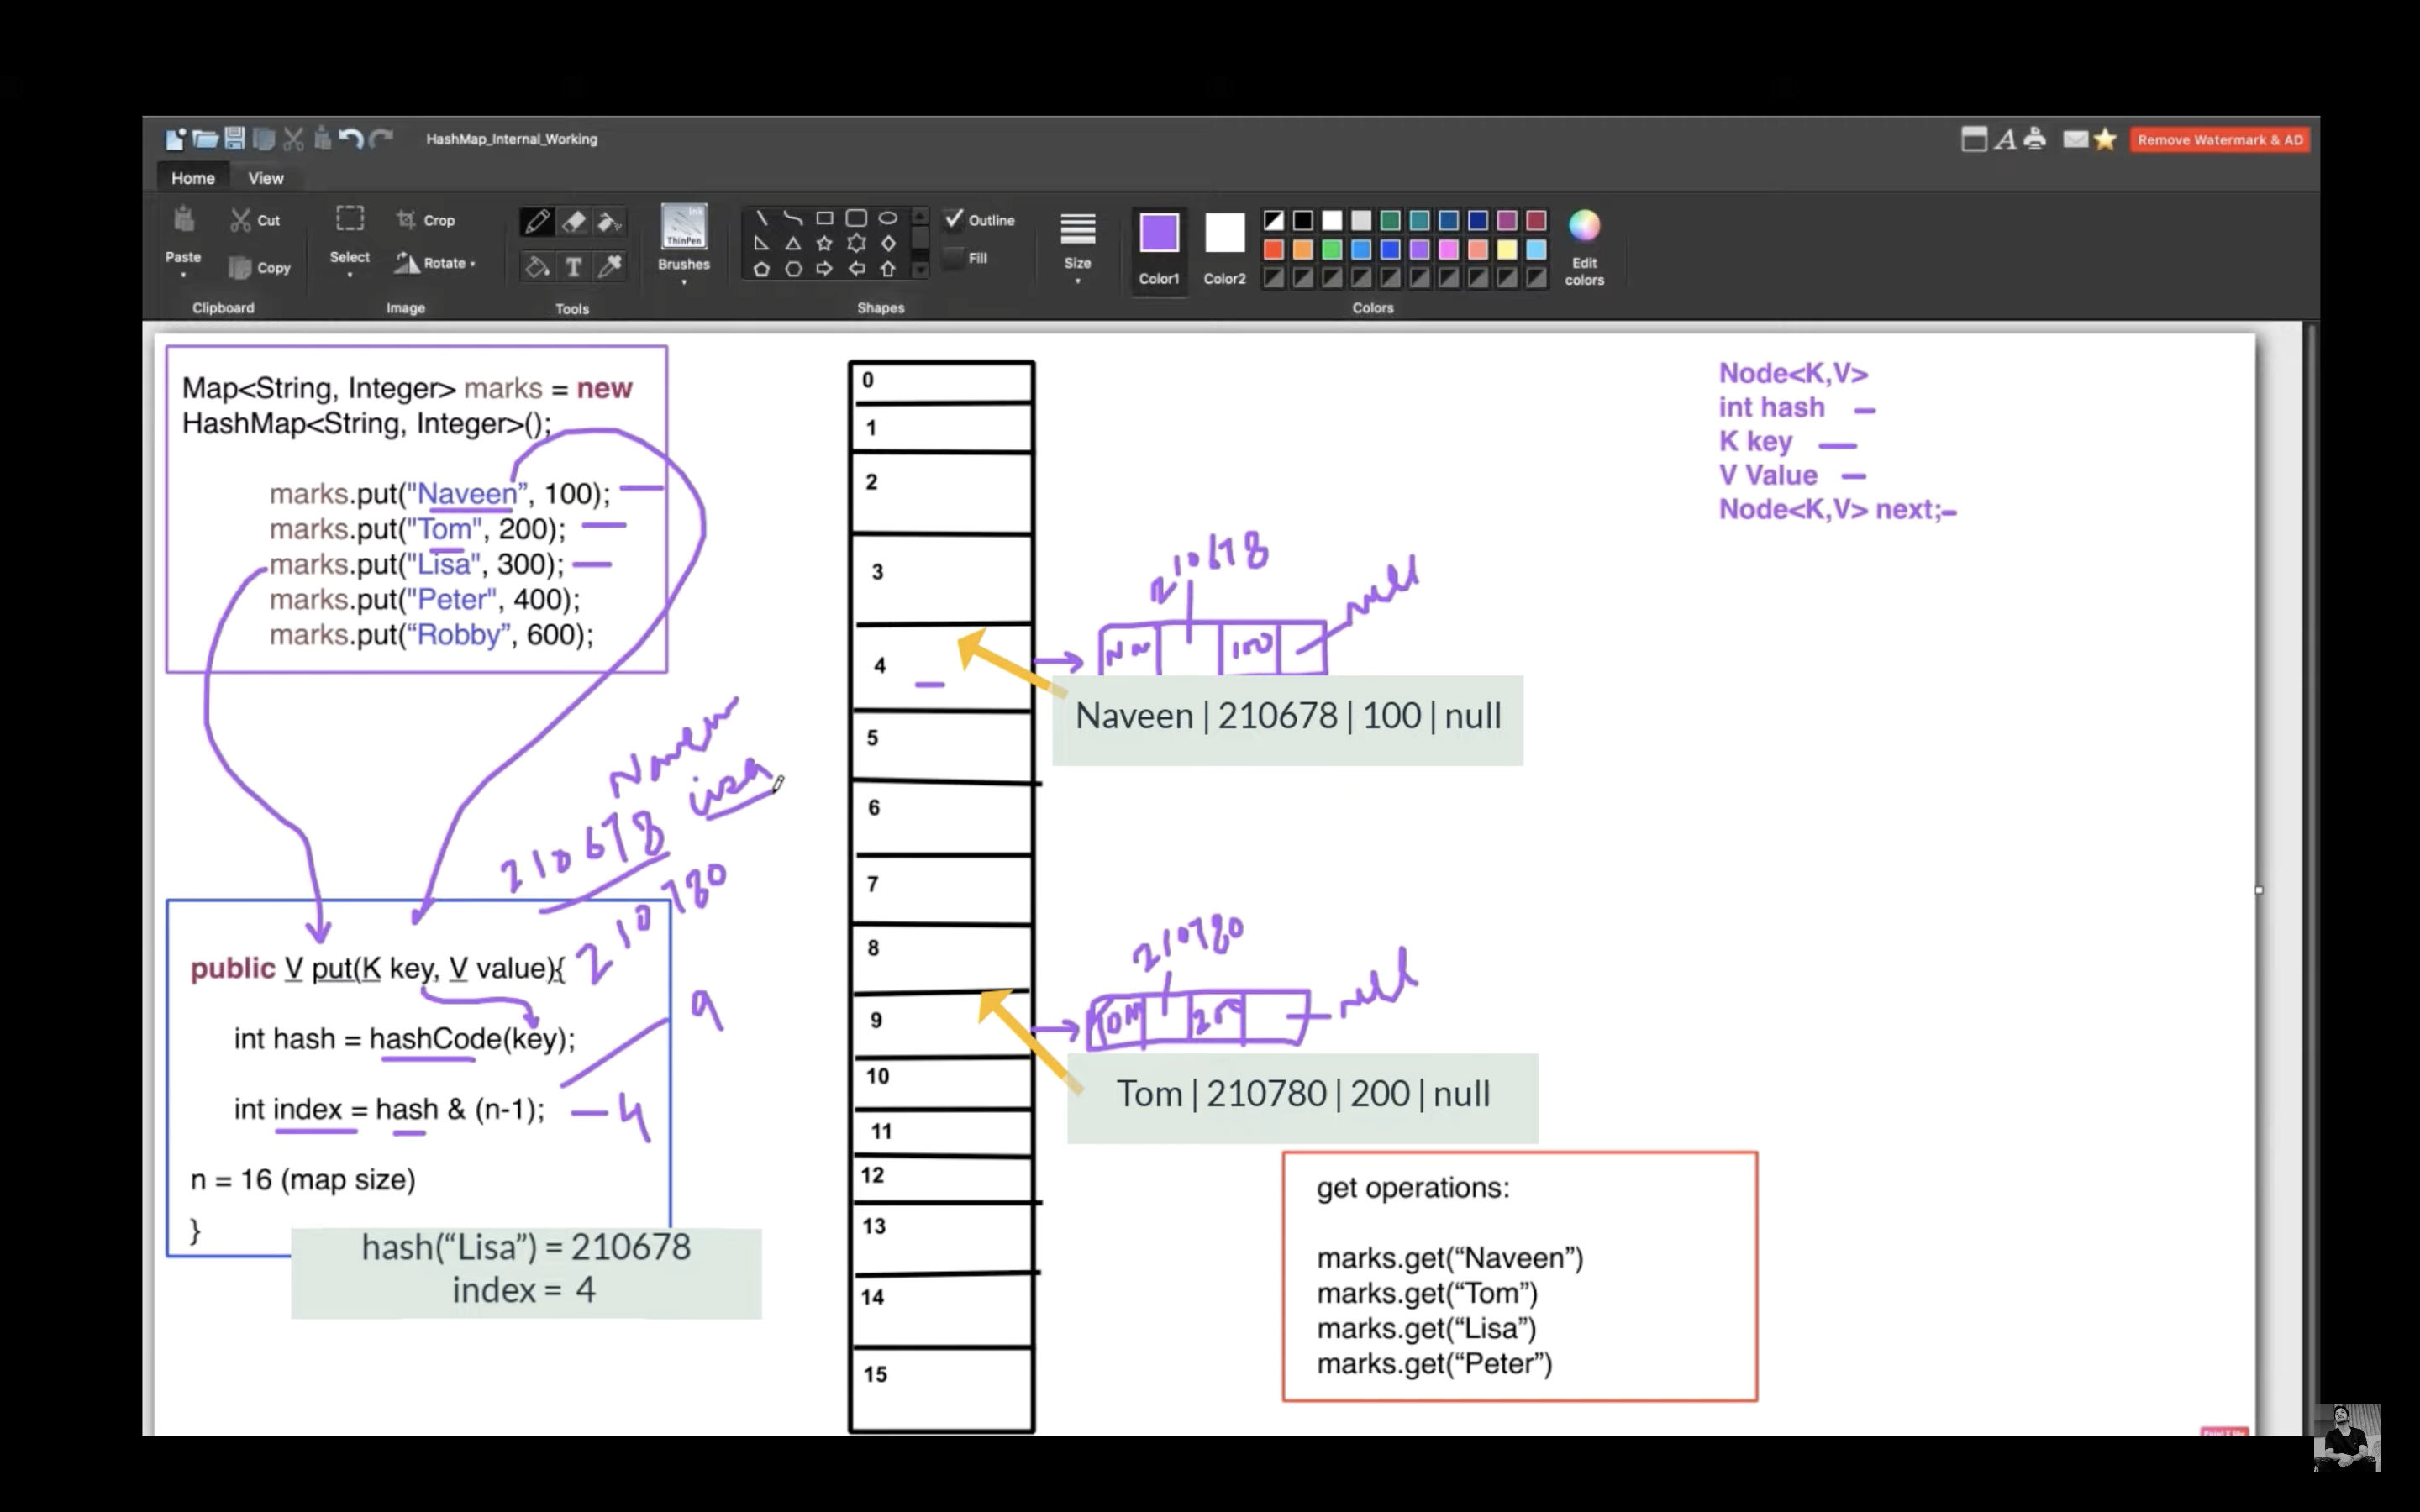 HashMap_Internal_Working
Remove Watermark & AD
Home View
Paste
Cut
Copy
Clipboard
Select
Crop
Rotate
Image
Tools
ThinPen
Brushes
Outline
Fill
Shapes
Size
Color1
Color2
Edit
colors
Colors
Map<String, Integer> marks = new
HashMap<String, Integer>();
marks.put("Naveen”, 100);
marks.put("Tom", 200);
marks.put("Lisa", 300);
marks.put("Peter", 400);
marks.put(“Robby”, 600);
Naveen
Lisa
210678
210780
9
public V put(K key, V value){
int hash = hashCode(key);
int index = hash & (n-1);
4
n = 16 (map size)
}
hash(“Lisa”) = 210678
index = 4
0
1
2
3
4
5
6
7
8
9
10
11
12
13
14
15
210678
null
100
Naveen | 210678 | 100 | null
210780
null
TOM 200
Tom | 210780 | 200 | null
Node<K,V>
int hash
K key
V Value
Node<K,V> next;
get operations:
marks.get(“Naveen”)
marks.get(“Tom”)
marks.get(“Lisa”)
marks.get(“Peter”)